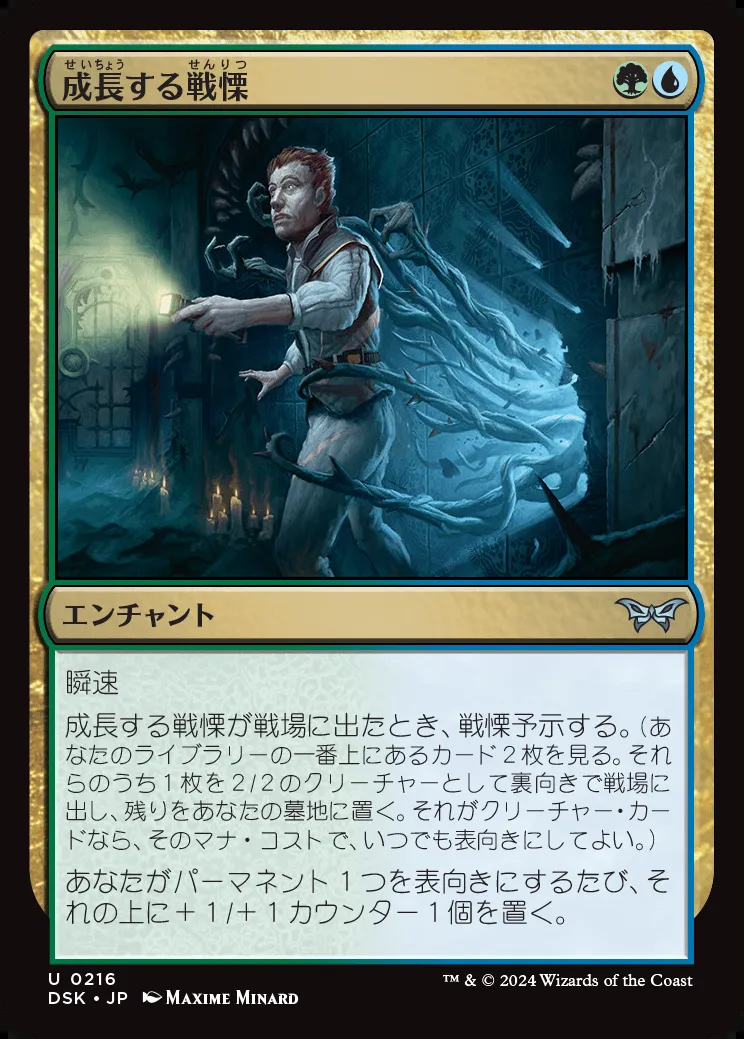 せいちょう せんりつ
成長する戦慄
エンチャント
瞬速
成長する戦慄が戦場に出たとき、戦慄予示する。（あ
なたのライブラリーの一番上にあるカード２枚を見る。それ
らのうち１枚を２/２のクリーチャーとして裏向きで戦場に
出し、残りをあなたの墓地に置く。それがクリーチャー・カー
ドなら、そのマナ・コストで、いつでも表向きにしてよい。）
あなたがパーマネント１つを表向きにするたび、そ
れの上に＋１/＋１カウンター１個を置く。
U 0216
DSK • JP MAXIME MINARD
™ & © 2024 Wizards of the Coast